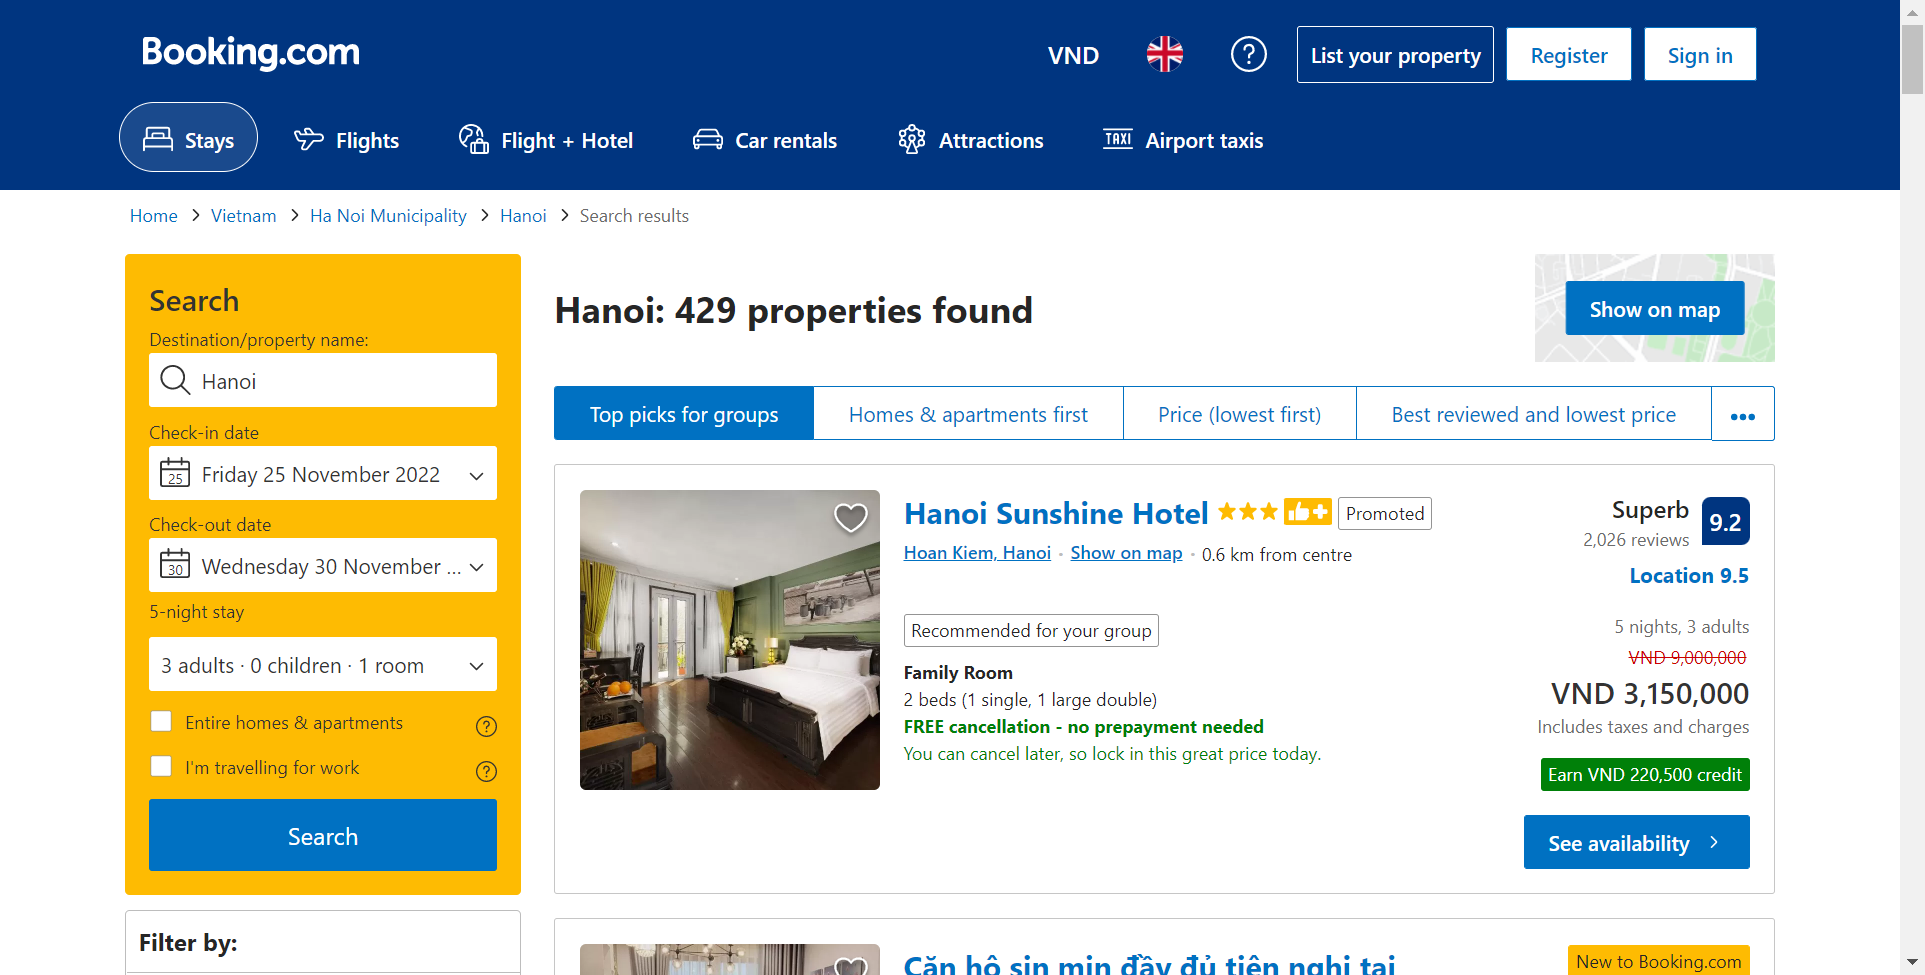 Booking.com
VND
?
List your property
Register
Sign in
Stays
Flights
Flight + Hotel
Car rentals
Attractions
TAXI
Airport taxis
Home > Vietnam > Ha Noi Municipality > Hanoi > Search results
Search
Destination/property name:
Hanoi
Check-in date
25
Friday 25 November 2022
Check-out date
30
Wednesday 30 November ...
5-night stay
3 adults · 0 children · 1 room
Entire homes & apartments
?
I'm travelling for work
?
Search
Filter by:
Hanoi: 429 properties found
Show on map
Top picks for groups
Homes & apartments first
Price (lowest first)
Best reviewed and lowest price
•••
Hanoi Sunshine Hotel
Promoted
Hoan Kiem, Hanoi · Show on map · 0.6 km from centre
Recommended for your group
Family Room
2 beds (1 single, 1 large double)
FREE cancellation - no prepayment needed
You can cancel later, so lock in this great price today.
Superb
9.2
2,026 reviews
Location 9.5
5 nights, 3 adults
VND 9,000,000
VND 3,150,000
Includes taxes and charges
Earn VND 220,500 credit
See availability
Căn hộ sin min đầy đủ tiện nghi tại
New to Booking.com